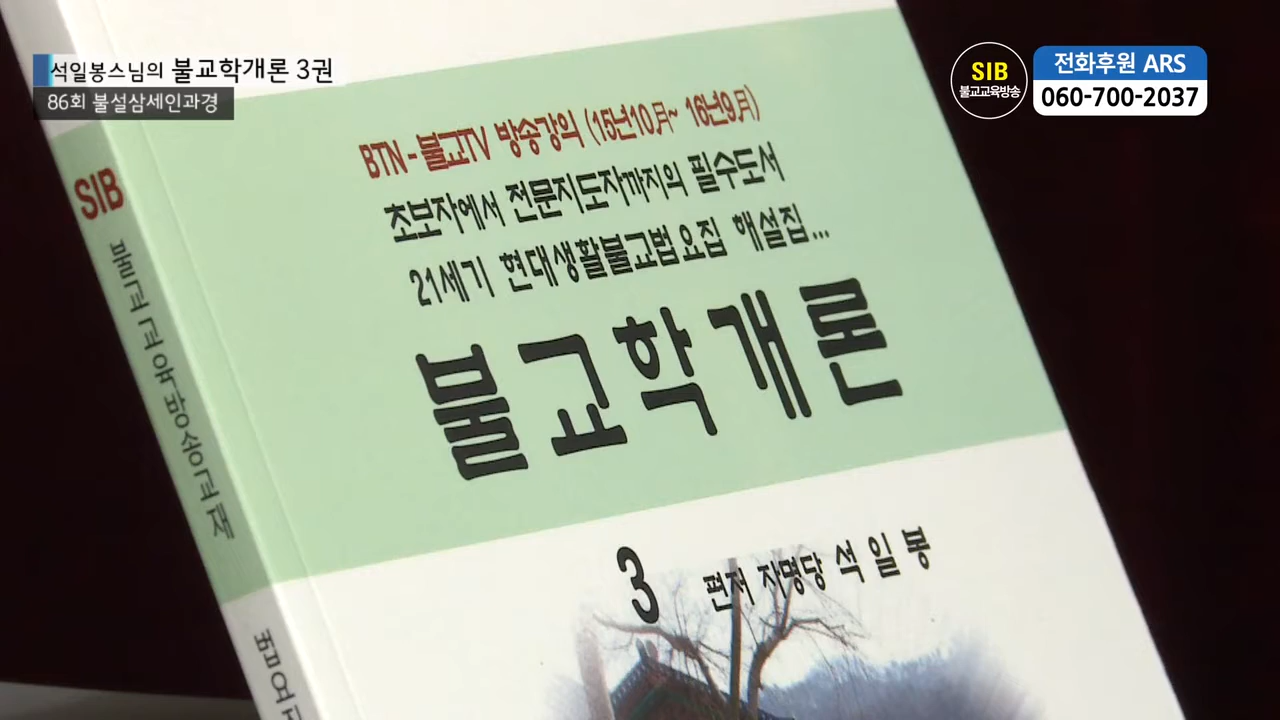 석일봉스님의 불교학개론 3권
86회 불설삼세인과경
SIB
불교교육방송
전화후원 ARS
060-700-2037
BTN - 불교TV 방송강의 (15년10月~ 16년9月)
초보자에서 전문지도자까지의 필수도서
21세기 현대생활불교법요집 해설집...
불교학개론
3 편저 자명당 석일봉
SIB
불교교육방송교재